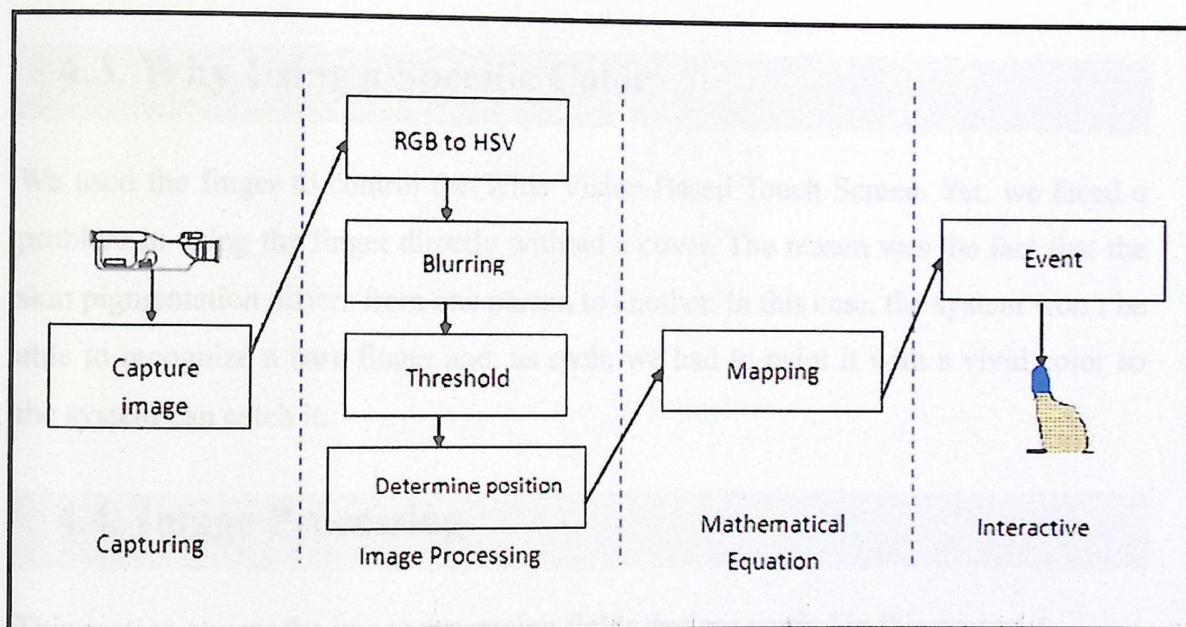 RGB to HSV
Blurring
Threshold
Determine position
Capture
image
Mapping
Event
Capturing
Image Processing
Mathematical
Equation
Interactive
4.3. Why Using a Specific Color
We used the finger to control the Wide Vision-Based Touch Screen. Yet, we faced a
problem using the finger directly without a cover. The reason was the fact that the
skin pigmentation differs from one person to another. in this case, the system won't be
able to recognize a bare finger and, as such, we had to paint it with a vivid color so
the system can catch it.
4.4. Image Processing